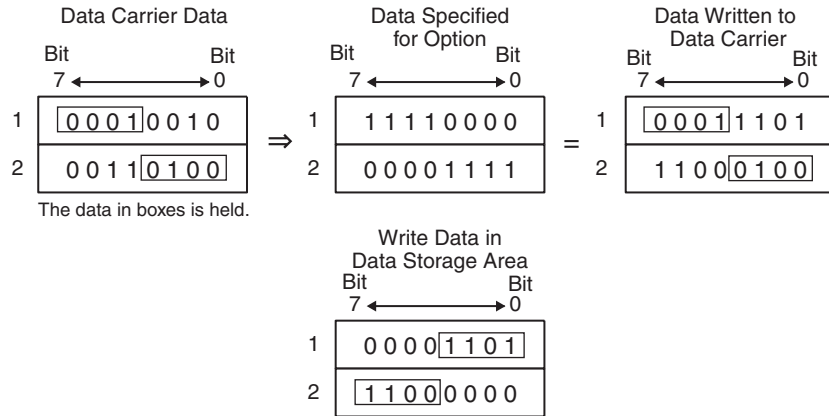 Data Carrier Data
Bit Bit
7 0
1 0 0 0 1 0 0 1 0
2 0 0 1 1 0 1 0 0
The data in boxes is held.
⇒
Data Specified
for Option
Bit Bit
7 0
1 1 1 1 1 0 0 0 0
2 0 0 0 0 1 1 1 1
=
Data Written to
Data Carrier
Bit Bit
7 0
1 0 0 0 1 1 1 0 1
2 1 1 0 0 0 1 0 0
Write Data in
Data Storage Area
Bit Bit
7 0
1 0 0 0 0 1 1 0 1
2 1 1 0 0 0 0 0 0